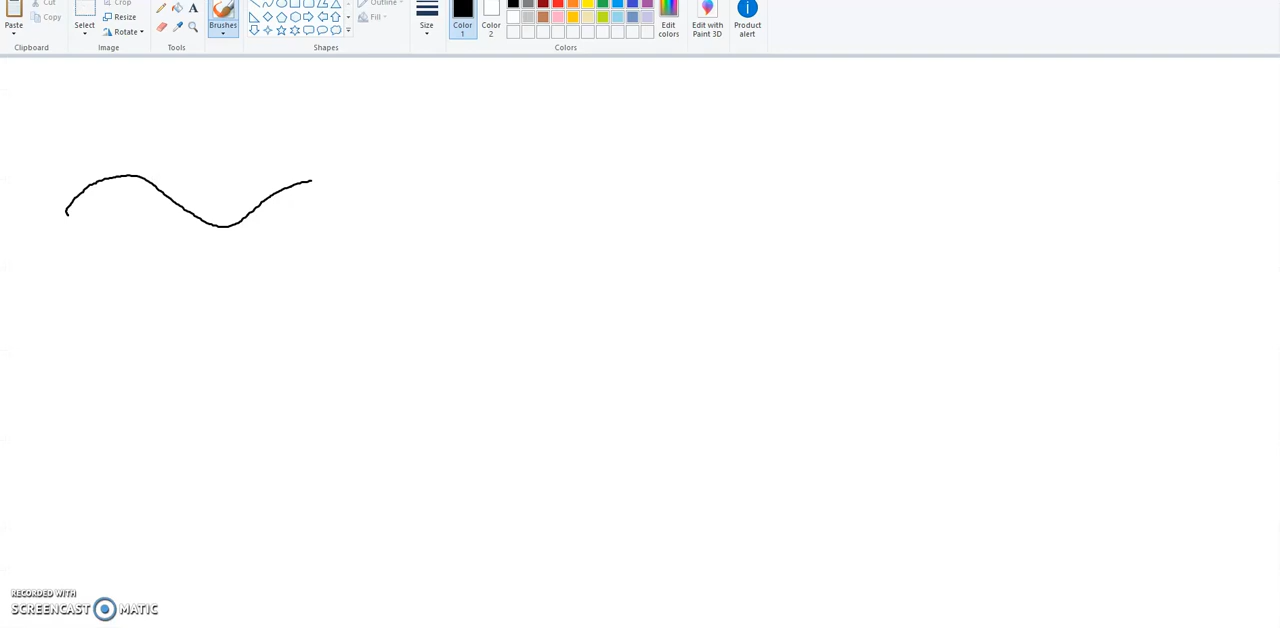 Cut
Crop
Outline
Paste
Copy
Select
Resize
Rotate
Brushes
Fill
Size
Color
1
Color
2
Edit
colors
Edit with
Paint 3D
Product
alert
Clipboard
Image
Tools
Shapes
Colors
RECORDED WITH
SCREENCAST MATIC